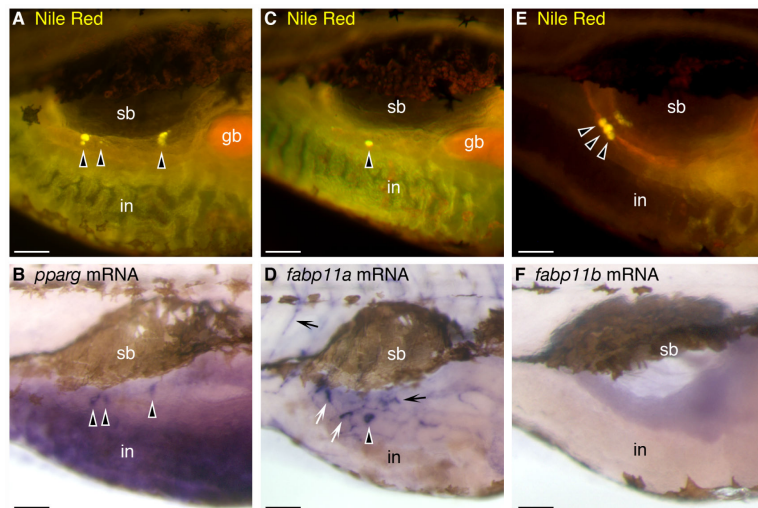 A Nile Red
sb
gb
in
C Nile Red
sb
gb
in
E Nile Red
sb
in
B pparg mRNA
sb
in
D fabp11a mRNA
sb
in
F fabp11b mRNA
sb
in